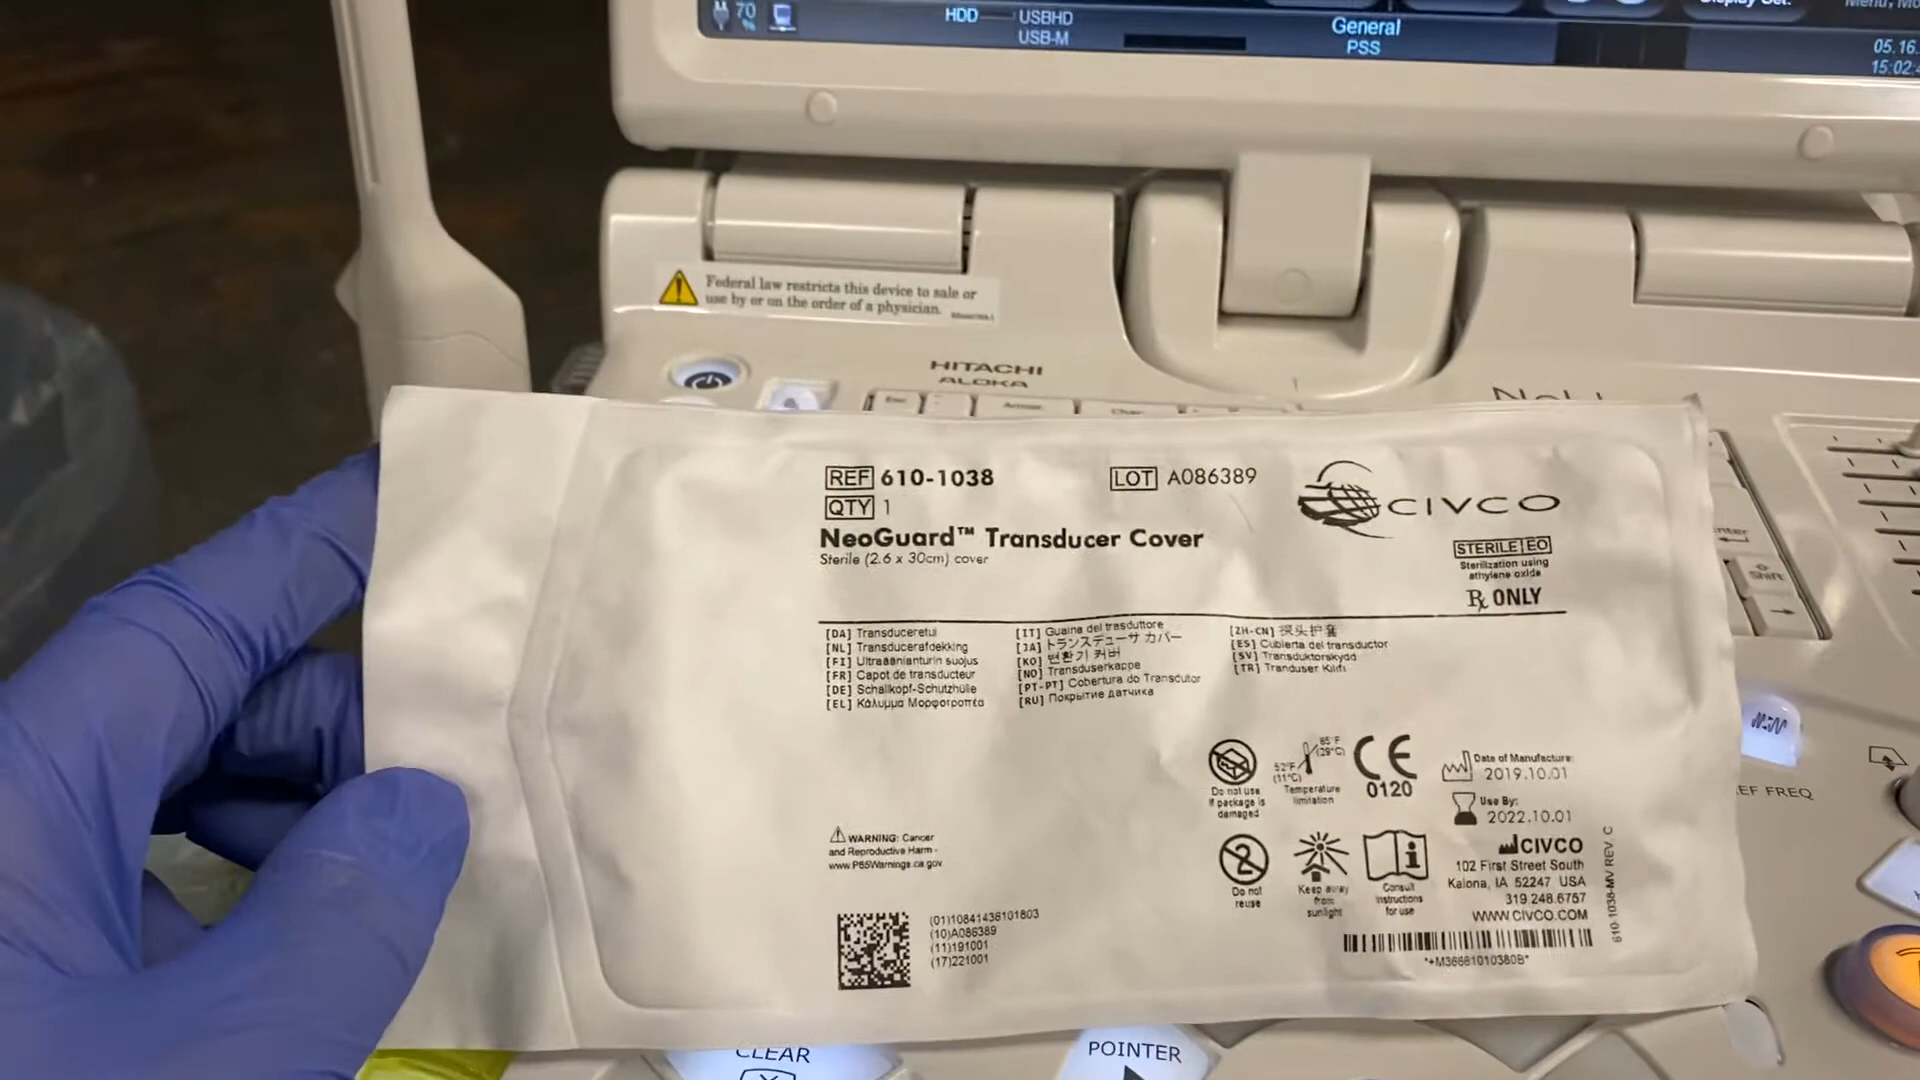 70
%
HDD
USBHD
USB-M
General
PSS
05.16.
15:02:
Federal law restricts this device to sale or
use by or on the order of a physician.
HITACHI
ALOKA
REF 610-1038
LOT A086389
QTY 1
CIVCO
NeoGuard™ Transducer Cover
Sterile (2.6 x 30cm) cover
STERILE EO
Sterilization using
ethylene oxide
Rx ONLY
[DA] Transduceretui
[NL] Transducerafdekking
[FI] Ultraäänianturin suojus
[FR] Capot de transducteur
[DE] Schallkopf-Schutzhülle
[EL] Κάλυμμα Μορφοτροπέα
[IT] Guaina del trasduttore
[JA] トランスデューサ カバー
[KO] 변환기 커버
[NO] Transduserkappe
[PT-PT] Cobertura do Transdutor
[RU] Покрытие датчика
[ZH-CN] 探头护套
[ES] Cubierta del transductor
[SV] Transduktorskydd
[TR] Tranduser Kılıfı
Do not use
if package is
damaged
85°F
(29°C)
52°F
(11°C)
Temperature
limitation
CE
0120
Date of Manufacture:
2019.10.01
Use By:
2022.10.01
WARNING: Cancer
and Reproductive Harm -
www.P65Warnings.ca.gov
Do not
reuse
Keep away
from
sunlight
Consult
instructions
for use
CIVCO
102 First Street South
Kalona, IA 52247 USA
319.248.6757
WWW.CIVCO.COM
*+M36661010380B*
610-1038-MV REV. C
(01)10841436101803
(10)A086389
(11)191001
(17)221001
Shift
EF FREQ
CLEAR
POINTER